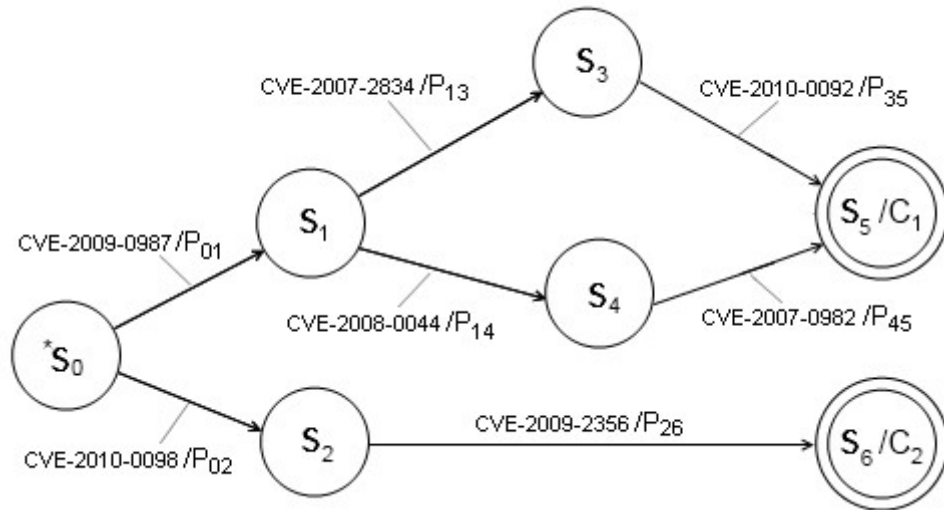 S3
CVE-2007-2834 /P13
CVE-2010-0092 /P35
S1
S5 /C1
CVE-2009-0987 /P01
S4
CVE-2008-0044 /P14
CVE-2007-0982 /P45
*S0
CVE-2009-2356 /P26
S2
S6 /C2
CVE-2010-0098 /P02